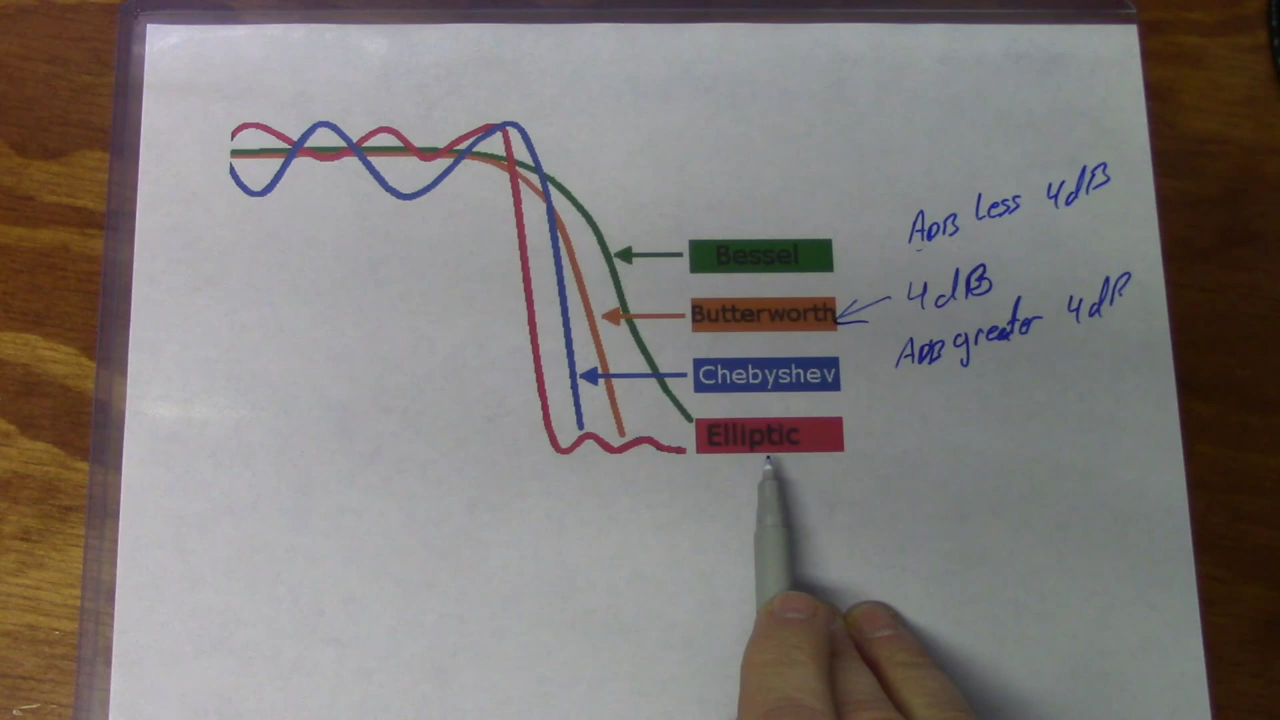 ADB Less 4dB
Bessel
4dB
Butterworth
ADB greater 4dB
Chebyshev
Elliptic